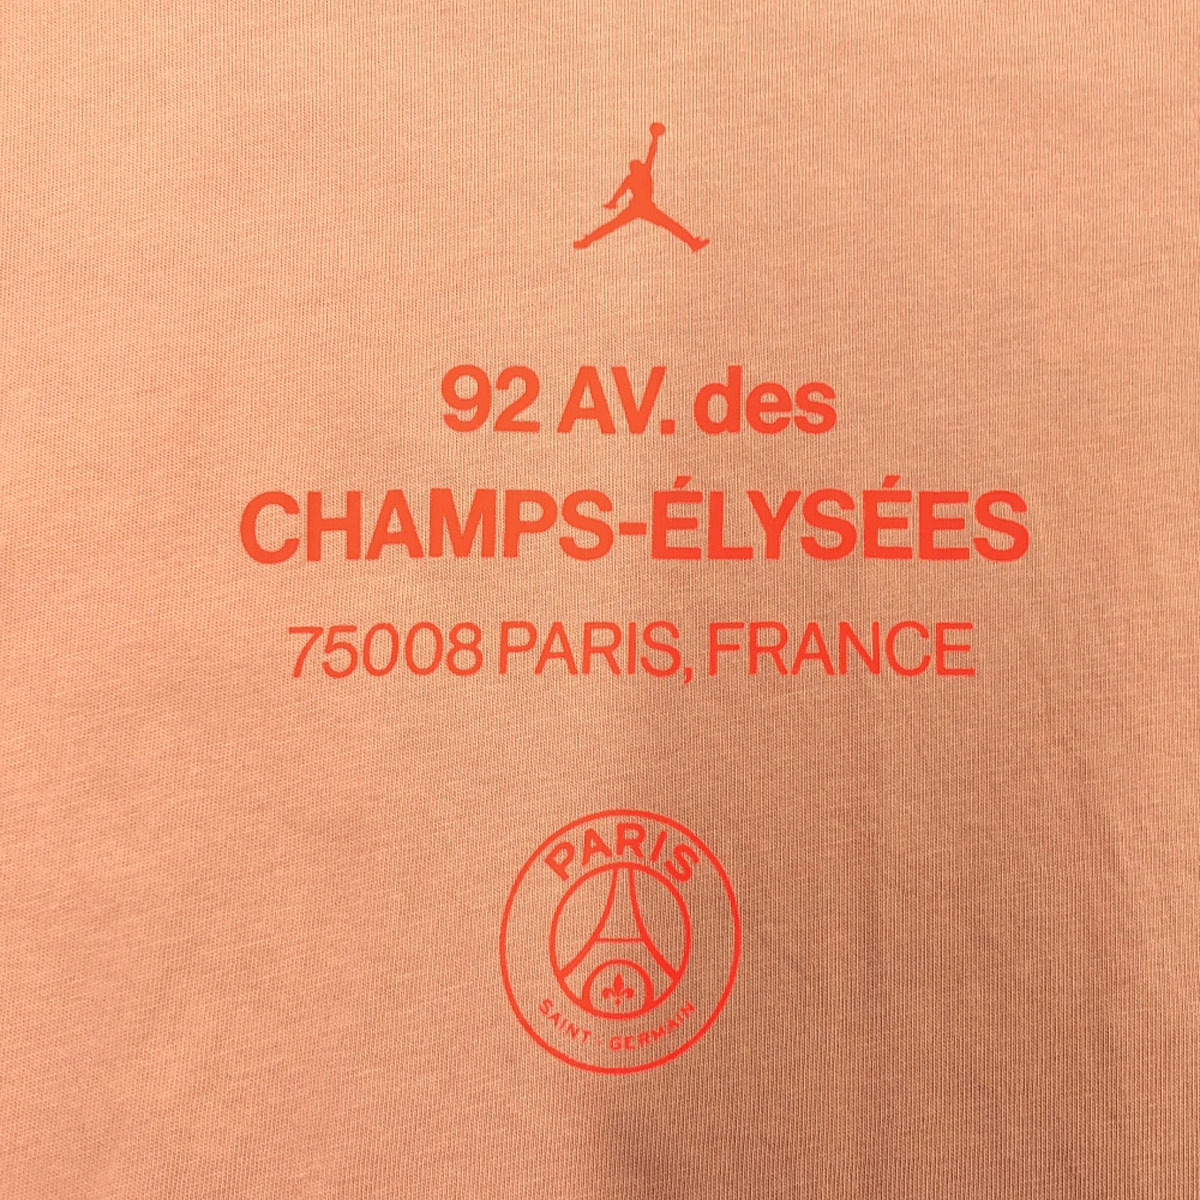 92 AV. des
CHAMPS-ÉLYSÉES
75008 PARIS, FRANCE
PARIS
SAINT-GERMAIN